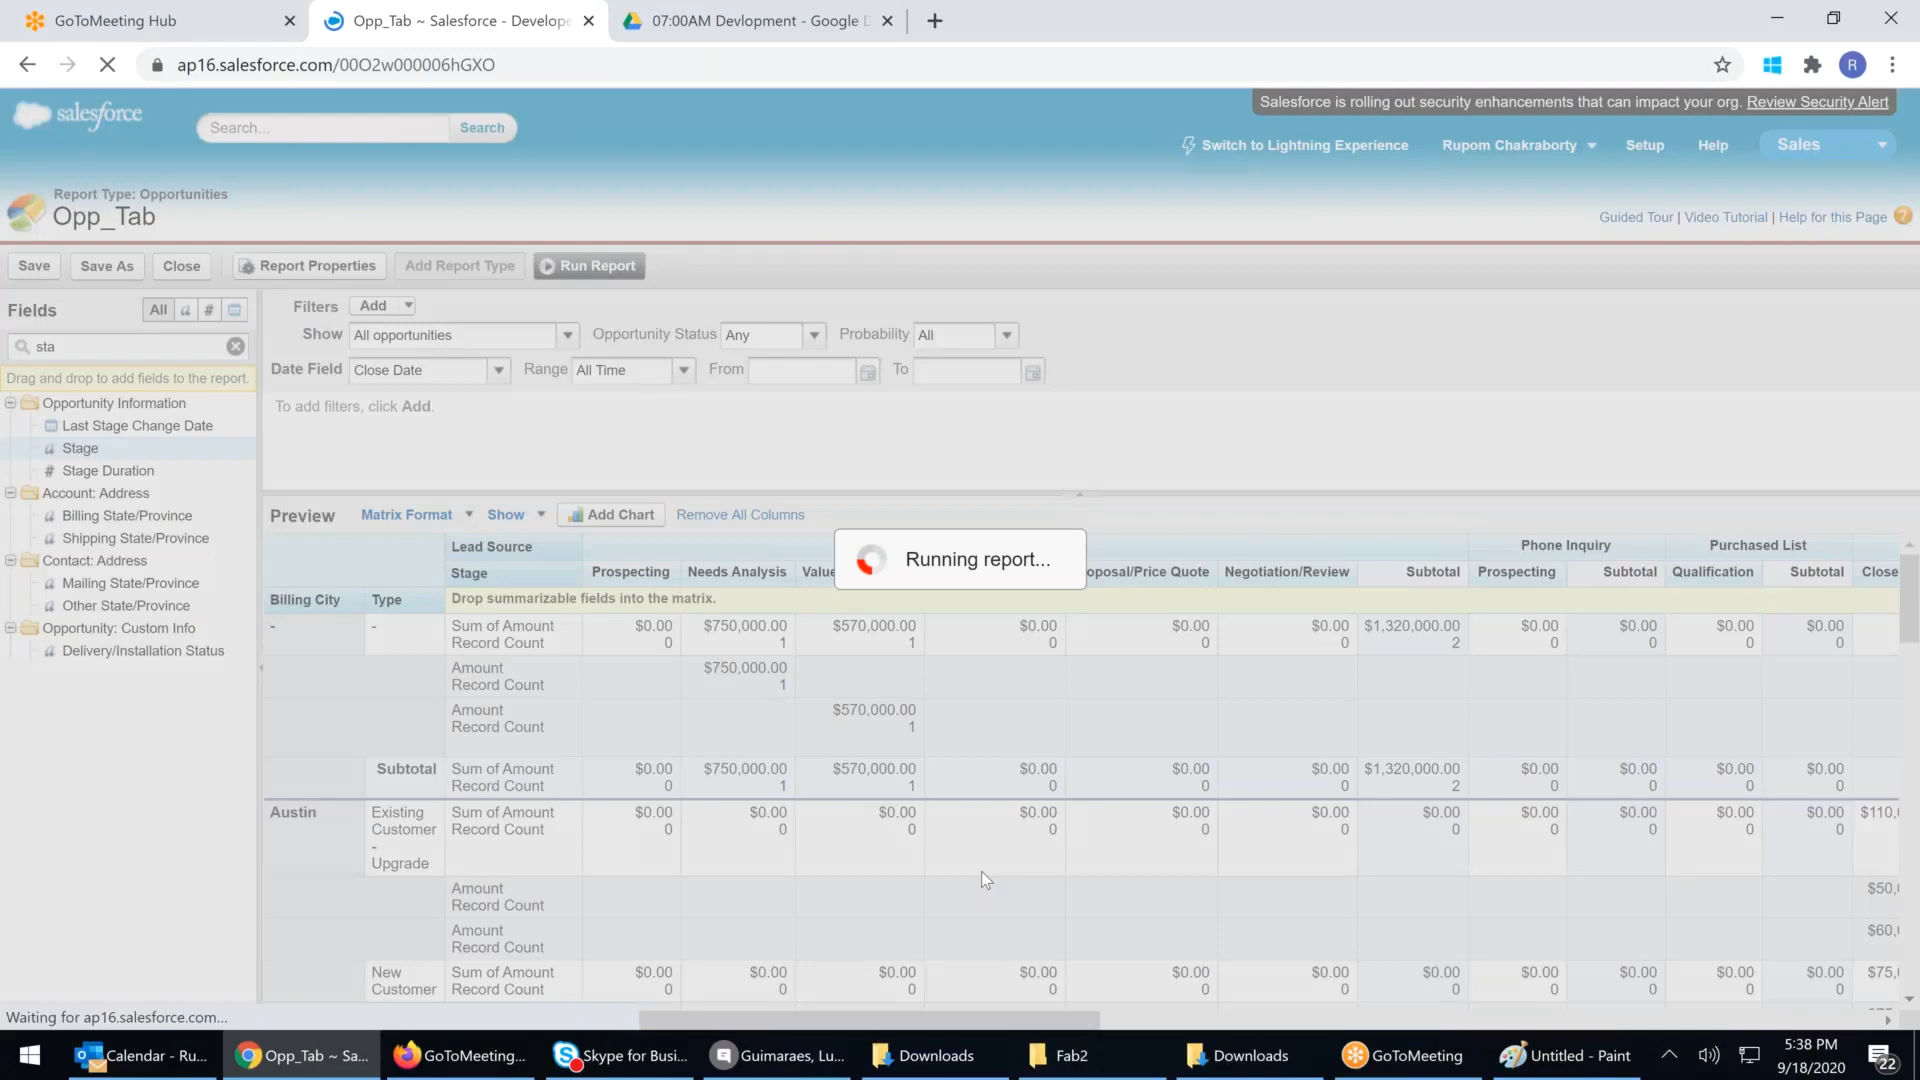 GoToMeeting Hub
Opp_Tab ~ Salesforce - Develope
07:00AM Devlopment - Google D
ap16.salesforce.com/00O2w000006hGXO
R
Salesforce is rolling out security enhancements that can impact your org. Review Security Alert
salesforce
Search...
Search
Switch to Lightning Experience
Rupom Chakraborty
Setup
Help
Sales
Report Type: Opportunities
Opp_Tab
Guided Tour | Video Tutorial | Help for this Page
Save
Save As
Close
Report Properties
Add Report Type
Run Report
Fields
All
a
#
sta
Drag and drop to add fields to the report.
Opportunity Information
Last Stage Change Date
Stage
Stage Duration
Account: Address
Billing State/Province
Shipping State/Province
Contact: Address
Mailing State/Province
Other State/Province
Opportunity: Custom Info
Delivery/Installation Status
Filters Add
Show All opportunities Opportunity Status Any Probability All
Date Field Close Date Range All Time From To
To add filters, click Add.
Preview Matrix Format Show Add Chart Remove All Columns
Running report...
Lead Source Phone Inquiry Purchased List
Stage Prospecting Needs Analysis Value oposal/Price Quote Negotiation/Review Subtotal Prospecting Subtotal Qualification Subtotal Close
Billing City Type Drop summarizable fields into the matrix.
- - Sum of Amount $0.00 $750,000.00 $570,000.00 $0.00 $0.00 $0.00 $1,320,000.00 $0.00 $0.00 $0.00 $0.00
Record Count 0 1 1 0 0 0 2 0 0 0 0
Amount $750,000.00
Record Count 1
Amount $570,000.00
Record Count 1
Subtotal Sum of Amount $0.00 $750,000.00 $570,000.00 $0.00 $0.00 $0.00 $1,320,000.00 $0.00 $0.00 $0.00 $0.00
Record Count 0 1 1 0 0 0 2 0 0 0 0
Austin Existing Sum of Amount $0.00 $0.00 $0.00 $0.00 $0.00 $0.00 $0.00 $0.00 $0.00 $0.00 $0.00 $110,
Customer Record Count 0 0 0 0 0 0 0 0 0 0 0
-
Upgrade
Amount $50,
Record Count
Amount $60,
Record Count
New Sum of Amount $0.00 $0.00 $0.00 $0.00 $0.00 $0.00 $0.00 $0.00 $0.00 $0.00 $0.00 $75,
Customer Record Count 0 0 0 0 0 0 0 0 0 0 0
Waiting for ap16.salesforce.com...
Calendar - Ru...
Opp_Tab ~ Sa...
GoToMeeting...
Skype for Busi...
Guimaraes, Lu...
Downloads
Fab2
Downloads
GoToMeeting
Untitled - Paint
5:38 PM
9/18/2020
22